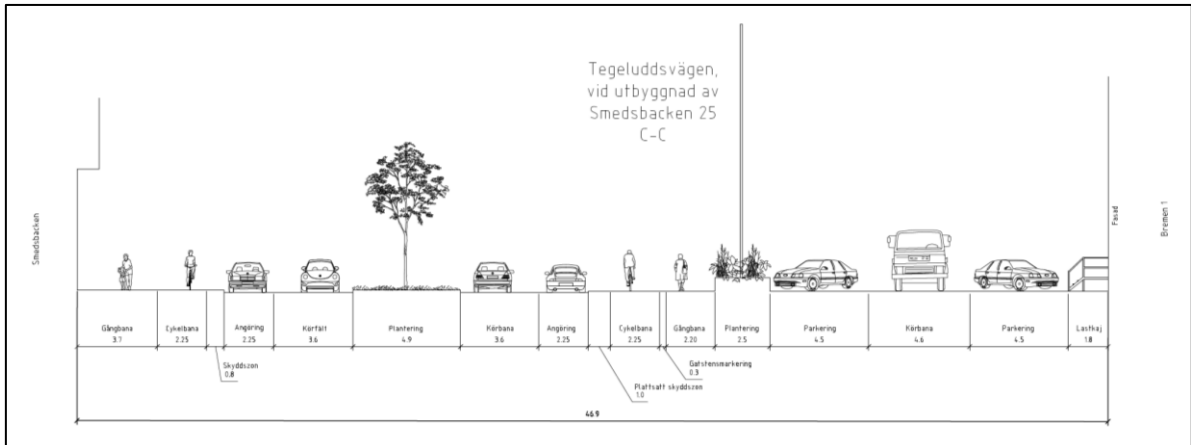 Tegeluddsvägen,
vid utbyggnad av
Smedsbacken 25
C-C
Smedsbacken
Fasad
Bremen 1
Gångbana
3.7
Cykelbana
2.25
Angöring
2.25
Körfält
3.6
Plantering
4.9
Körbana
3.6
Angöring
2.25
Cykelbana
2.25
Gångbana
2.20
Plantering
2.5
Parkering
4.5
Körbana
4.6
Parkering
4.5
Lastkaj
1.8
Skyddszon
0.8
Plattsatt skyddszon
1.0
Gatstensmarkering
0.3
46.9